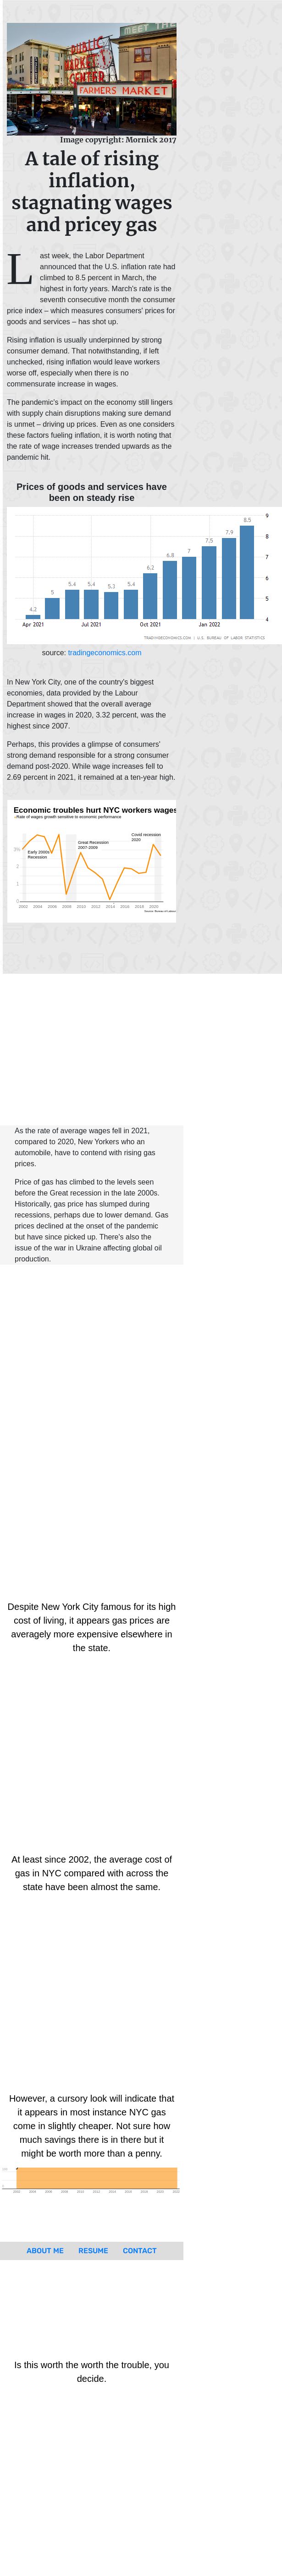 MEET THE
PUBLIC
MARKET
CENTER
FARMERS MARKET
Image copyright: Mornick 2017
A tale of rising
inflation,
stagnating wages
and pricey gas
Last week, the Labor Department
announced that the U.S. inflation rate had
climbed to 8.5 percent in March, the
highest in forty years. March's rate is the
seventh consecutive month the consumer
price index – which measures consumers' prices for
goods and services – has shot up.
Rising inflation is usually underpinned by strong
consumer demand. That notwithstanding, if left
unchecked, rising inflation would leave workers
worse off, especially when there is no
commensurate increase in wages.
The pandemic's impact on the economy still lingers
with supply chain disruptions making sure demand
is unmet – driving up prices. Even as one considers
these factors fueling inflation, it is worth noting that
the rate of wage increases trended upwards as the
pandemic hit.
Prices of goods and services have
been on steady rise
4.2 5 5.4 5.4 5.3 5.4 6.2 6.8 7 7.5 7.9 8.5
9
8
7
6
5
4
Apr 2021 Jul 2021 Oct 2021 Jan 2022
TRADINGECONOMICS.COM | U.S. BUREAU OF LABOR STATISTICS
source: tradingeconomics.com
In New York City, one of the country's biggest
economies, data provided by the Labour
Department showed that the overall average
increase in wages in 2020, 3.32 percent, was the
highest since 2007.
Perhaps, this provides a glimpse of consumers'
strong demand responsible for a strong consumer
demand post-2020. While wage increases fell to
2.69 percent in 2021, it remained at a ten-year high.
Economic troubles hurt NYC workers wages
Rate of wages growth sensitive to economic performance
Covid recession
2020
Great Recession
2007-2009
Early 2000s
Recession
3%
2
1
0
2002 2004 2006 2008 2010 2012 2014 2016 2018 2020
Source: Bureau of Labour
As the rate of average wages fell in 2021,
compared to 2020, New Yorkers who an
automobile, have to contend with rising gas
prices.
Price of gas has climbed to the levels seen
before the Great recession in the late 2000s.
Historically, gas price has slumped during
recessions, perhaps due to lower demand. Gas
prices declined at the onset of the pandemic
but have since picked up. There's also the
issue of the war in Ukraine affecting global oil
production.
Despite New York City famous for its high
cost of living, it appears gas prices are
averagely more expensive elsewhere in
the state.
At least since 2002, the average cost of
gas in NYC compared with across the
state have been almost the same.
However, a cursory look will indicate that
it appears in most instance NYC gas
come in slightly cheaper. Not sure how
much savings there is in there but it
might be worth more than a penny.
2002 2004 2006 2008 2010 2012 2014 2016 2018 2020 2022
ABOUT ME RESUME CONTACT
Is this worth the worth the trouble, you
decide.